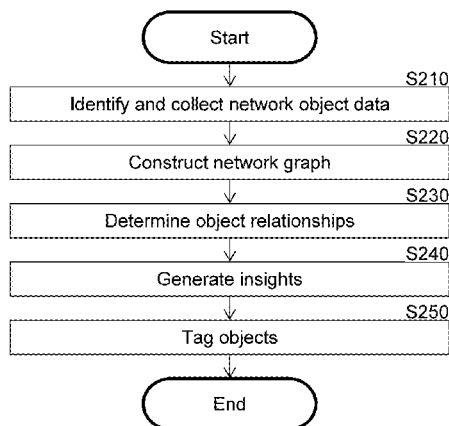 Start
S210
Identify and collect network object data
S220
Construct network graph
S230
Determine object relationships
S240
Generate insights
S250
Tag objects
End